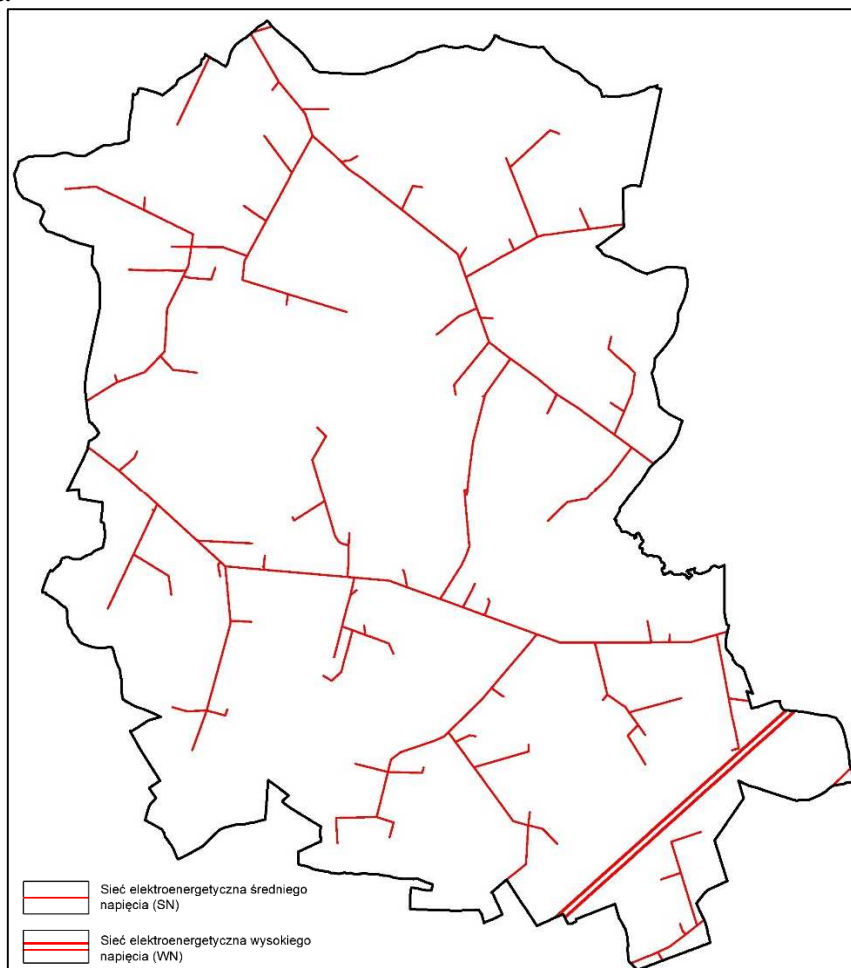 Sieć elektroenergetyczna średniego
napięcia (SN)
Sieć elektroenergetyczna wysokiego
napięcia (WN)